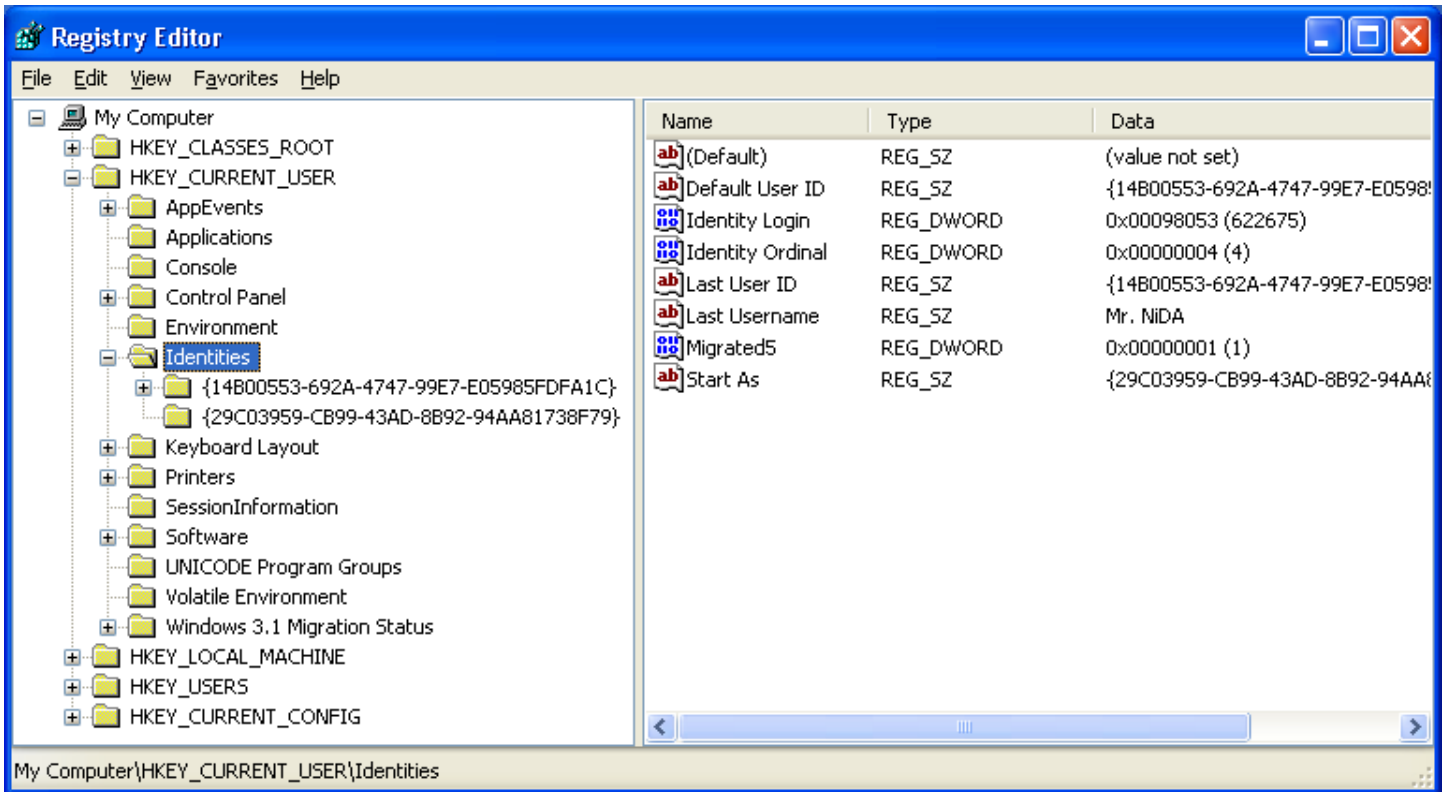 Registry Editor
File Edit View Favorites Help
My Computer
HKEY_CLASSES_ROOT
HKEY_CURRENT_USER
AppEvents
Applications
Console
Control Panel
Environment
Identities
{14B00553-692A-4747-99E7-E05985FDFA1C}
{29C03959-CB99-43AD-8B92-94AA81738F79}
Keyboard Layout
Printers
SessionInformation
Software
UNICODE Program Groups
Volatile Environment
Windows 3.1 Migration Status
HKEY_LOCAL_MACHINE
HKEY_USERS
HKEY_CURRENT_CONFIG
Name Type Data
(Default) REG_SZ (value not set)
Default User ID REG_SZ {14B00553-692A-4747-99E7-E0598
Identity Login REG_DWORD 0x00098053 (622675)
Identity Ordinal REG_DWORD 0x00000004 (4)
Last User ID REG_SZ {14B00553-692A-4747-99E7-E0598
Last Username REG_SZ Mr. NiDA
Migrated5 REG_DWORD 0x00000001 (1)
Start As REG_SZ {29C03959-CB99-43AD-8B92-94AA
My Computer\HKEY_CURRENT_USER\Identities